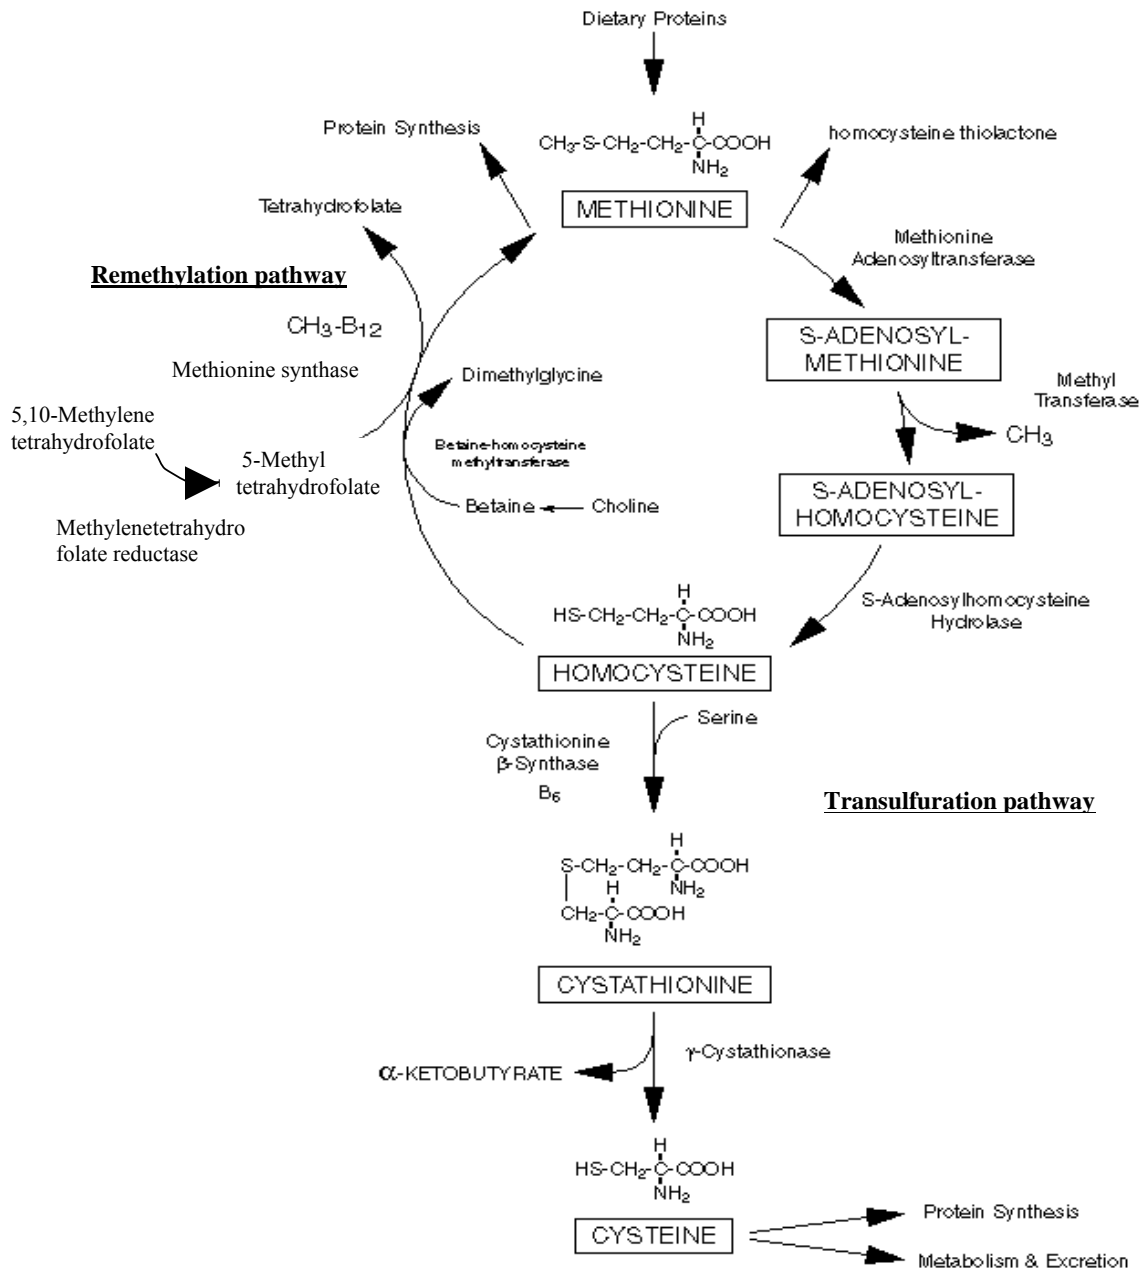 Dietary Proteins
Protein Synthesis
H
CH₃-S-CH₂-CH₂-C-COOH
NH₂
homocysteine thiolactone
METHIONINE
Tetrahydrofolate
Methionine
Adenosyltransferase
Remethylation pathway
CH₃-B₁₂
S-ADENOSYL-
METHIONINE
Methionine synthase
Dimethylglycine
Methyl
Transferase
CH₃
5,10-Methylene
tetrahydrofolate
Betaine-homocysteine
methyltransferase
5-Methyl
tetrahydrofolate
Betaine
Choline
S-ADENOSYL-
HOMOCYSTEINE
Methylenetetrahydro
folate reductase
H
HS-CH₂-CH₂-C-COOH
NH₂
S-Adenosylhomocysteine
Hydrolase
HOMOCYSTEINE
Serine
Cystathionine
β-Synthase
B₆
Transulfuration pathway
H
S-CH₂-CH₂-C-COOH
NH₂
H
CH₂-C-COOH
NH₂
CYSTATHIONINE
γ-Cystathionase
α-KETOBUTYRATE
H
HS-CH₂-C-COOH
NH₂
CYSTEINE
Protein Synthesis
Metabolism & Excretion